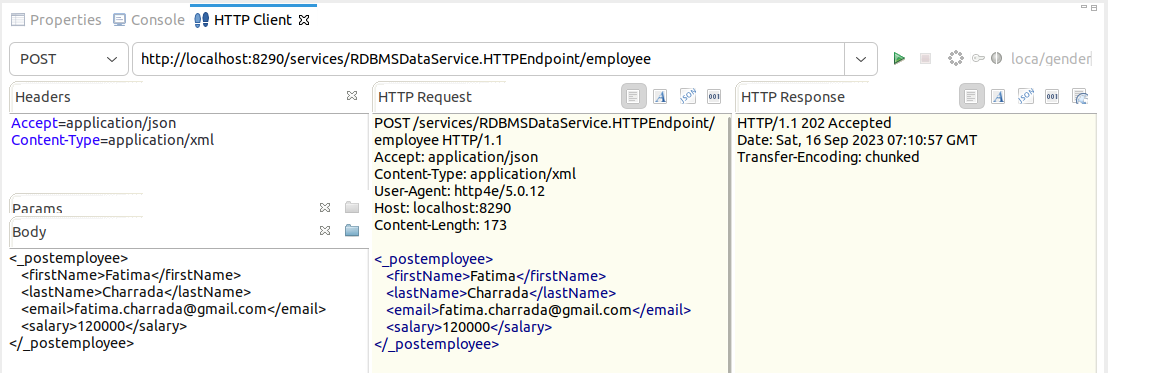 Properties Console HTTP Client
POST http://localhost:8290/services/RDBMSDataService.HTTPEndpoint/employee loca/gender
Headers
Accept=application/json
Content-Type=application/xml
Params
Body
<_postemployee>
<firstName>Fatima</firstName>
<lastName>Charrada</lastName>
<email>fatima.charrada@gmail.com</email>
<salary>120000</salary>
</_postemployee>
HTTP Request
A JSON 001
POST /services/RDBMSDataService.HTTPEndpoint/
employee HTTP/1.1
Accept: application/json
Content-Type: application/xml
User-Agent: http4e/5.0.12
Host: localhost:8290
Content-Length: 173
<_postemployee>
<firstName>Fatima</firstName>
<lastName>Charrada</lastName>
<email>fatima.charrada@gmail.com</email>
<salary>120000</salary>
</_postemployee>
HTTP Response
A JSON 001
HTTP/1.1 202 Accepted
Date: Sat, 16 Sep 2023 07:10:57 GMT
Transfer-Encoding: chunked